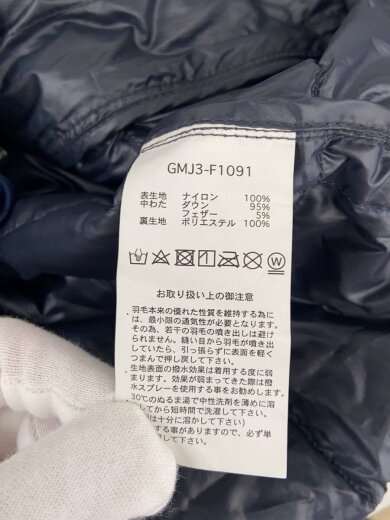 GMJ3-F1091
表生地 ナイロン 100%
中わた ダウン 95%
フェザー 5%
裏生地 ポリエステル 100%
お取り扱い上の御注意
羽毛本来の優れた性質を維持する為に
は、最小限の通気性が必要となります。
その為、若干の羽毛の噴き出しは避け
られません。縫い目から羽毛が噴き出
していたら、引っ張らずに表面を軽く
つまんで押し戻して下さい。
生地表面の撥水効果は着用する度に弱
まります。効果が弱まってきた際は撥
水スプレーを使用する事をお勧めします。
30℃のぬるま湯で中性洗剤を薄めに溶
してから短時間で洗濯して下さい。
は十分に溶かして下さい)
する事がありますので、必ず単
して下さい。